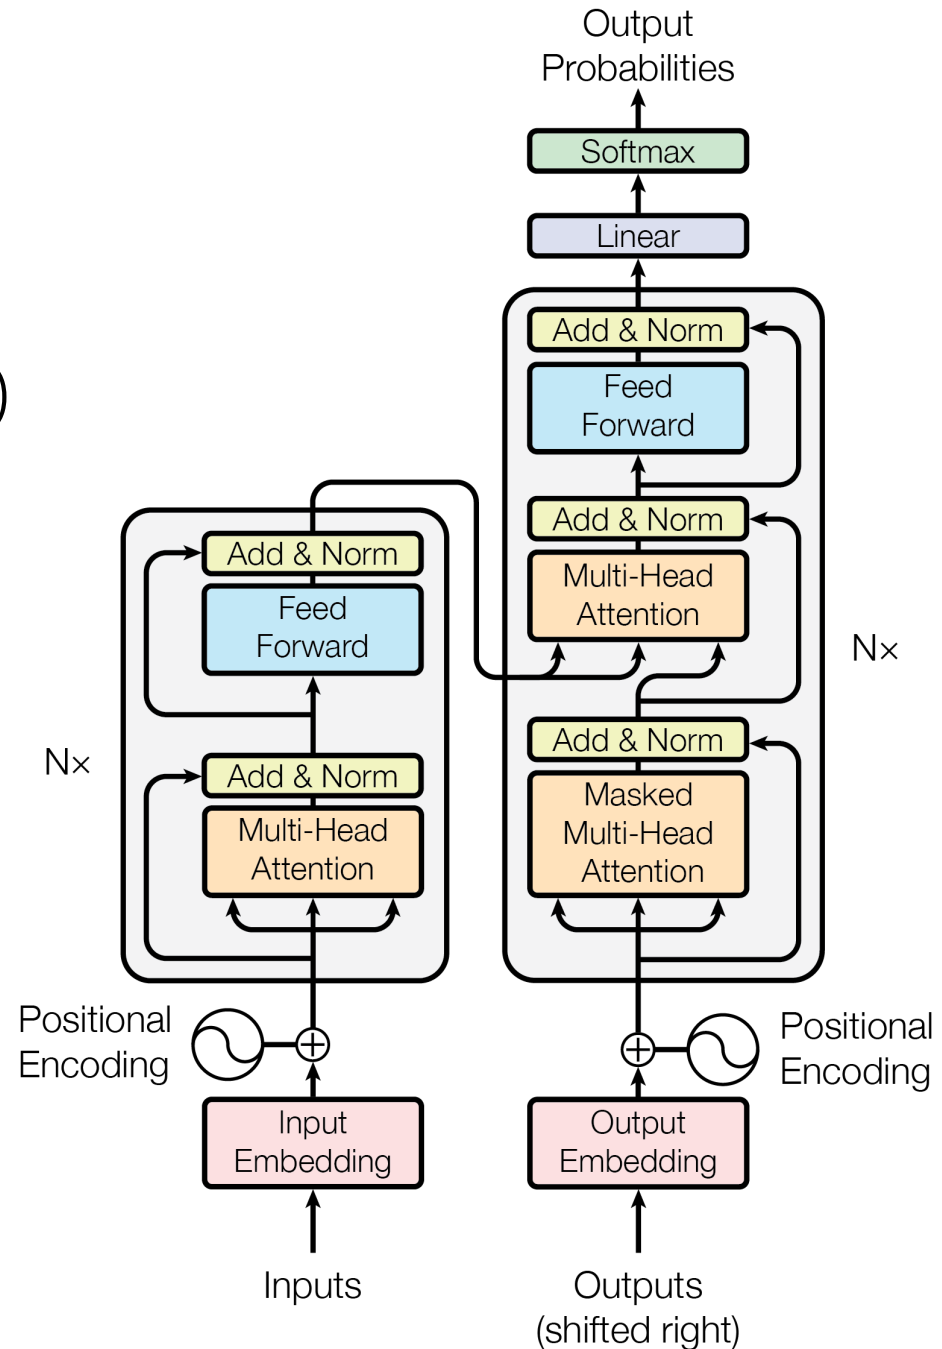 Output
Probabilities
Softmax
Linear
Add & Norm
Feed
Forward
Add & Norm
Multi-Head
Attention
N×
Add & Norm
Masked
Multi-Head
Attention
Add & Norm
Feed
Forward
N×
Add & Norm
Multi-Head
Attention
Positional
Encoding
Positional
Encoding
Input
Embedding
Output
Embedding
Inputs
Outputs
(shifted right)